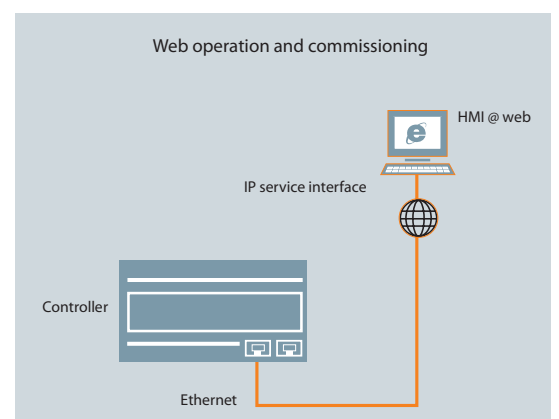 Web operation and commissioning
HMI @ web
IP service interface
Controller
Ethernet